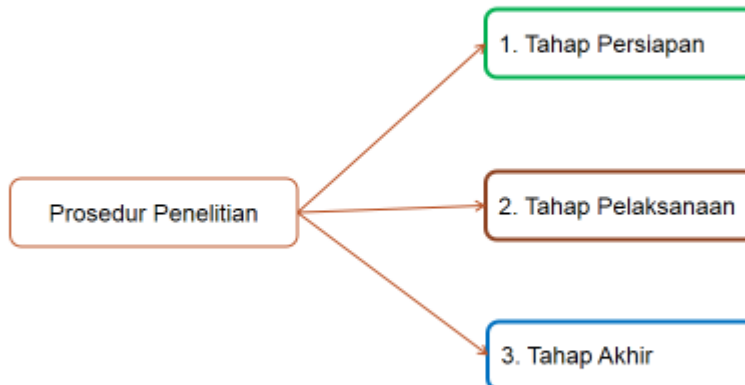 1. Tahap Persiapan
Prosedur Penelitian
2. Tahap Pelaksanaan
3. Tahap Akhir